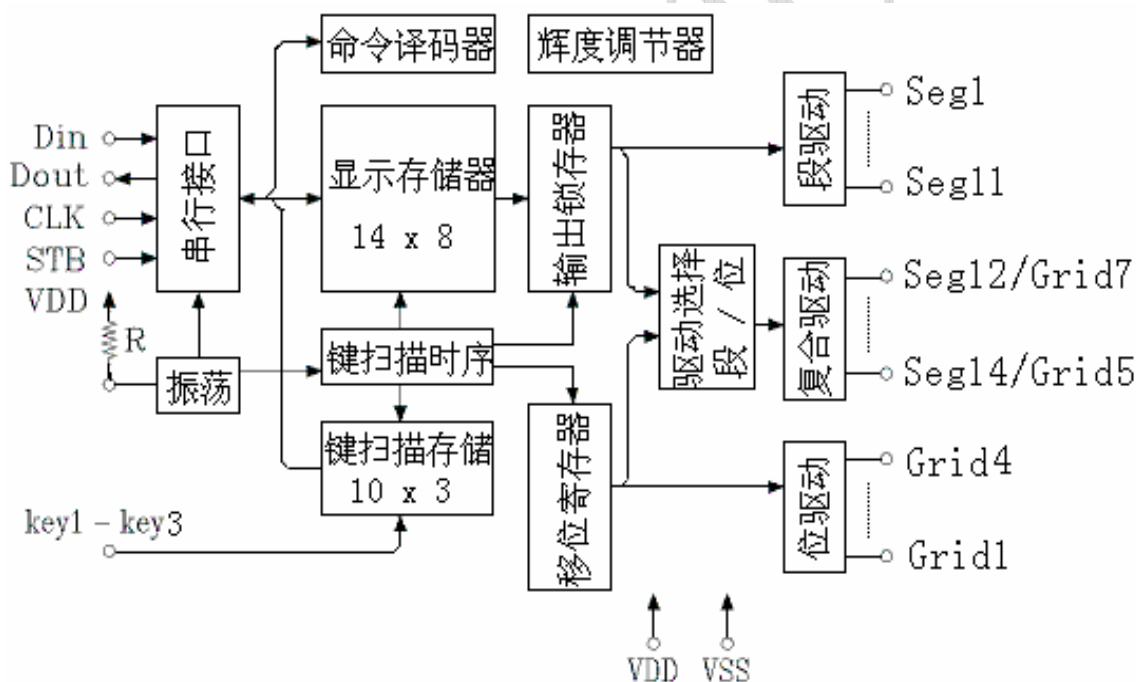 命令译码器
辉度调节器
Din
Dout
CLK
STB
VDD
R
串行接口
显示存储器
14 x 8
输出锁存器
段驱动
Seg1
Seg11
驱动选择
段/位
复合驱动
Seg12/Grid7
Seg14/Grid5
振荡
键扫描时序
键扫描存储
10 x 3
移位寄存器
位驱动
Grid4
Grid1
key1-key3
VDD
VSS